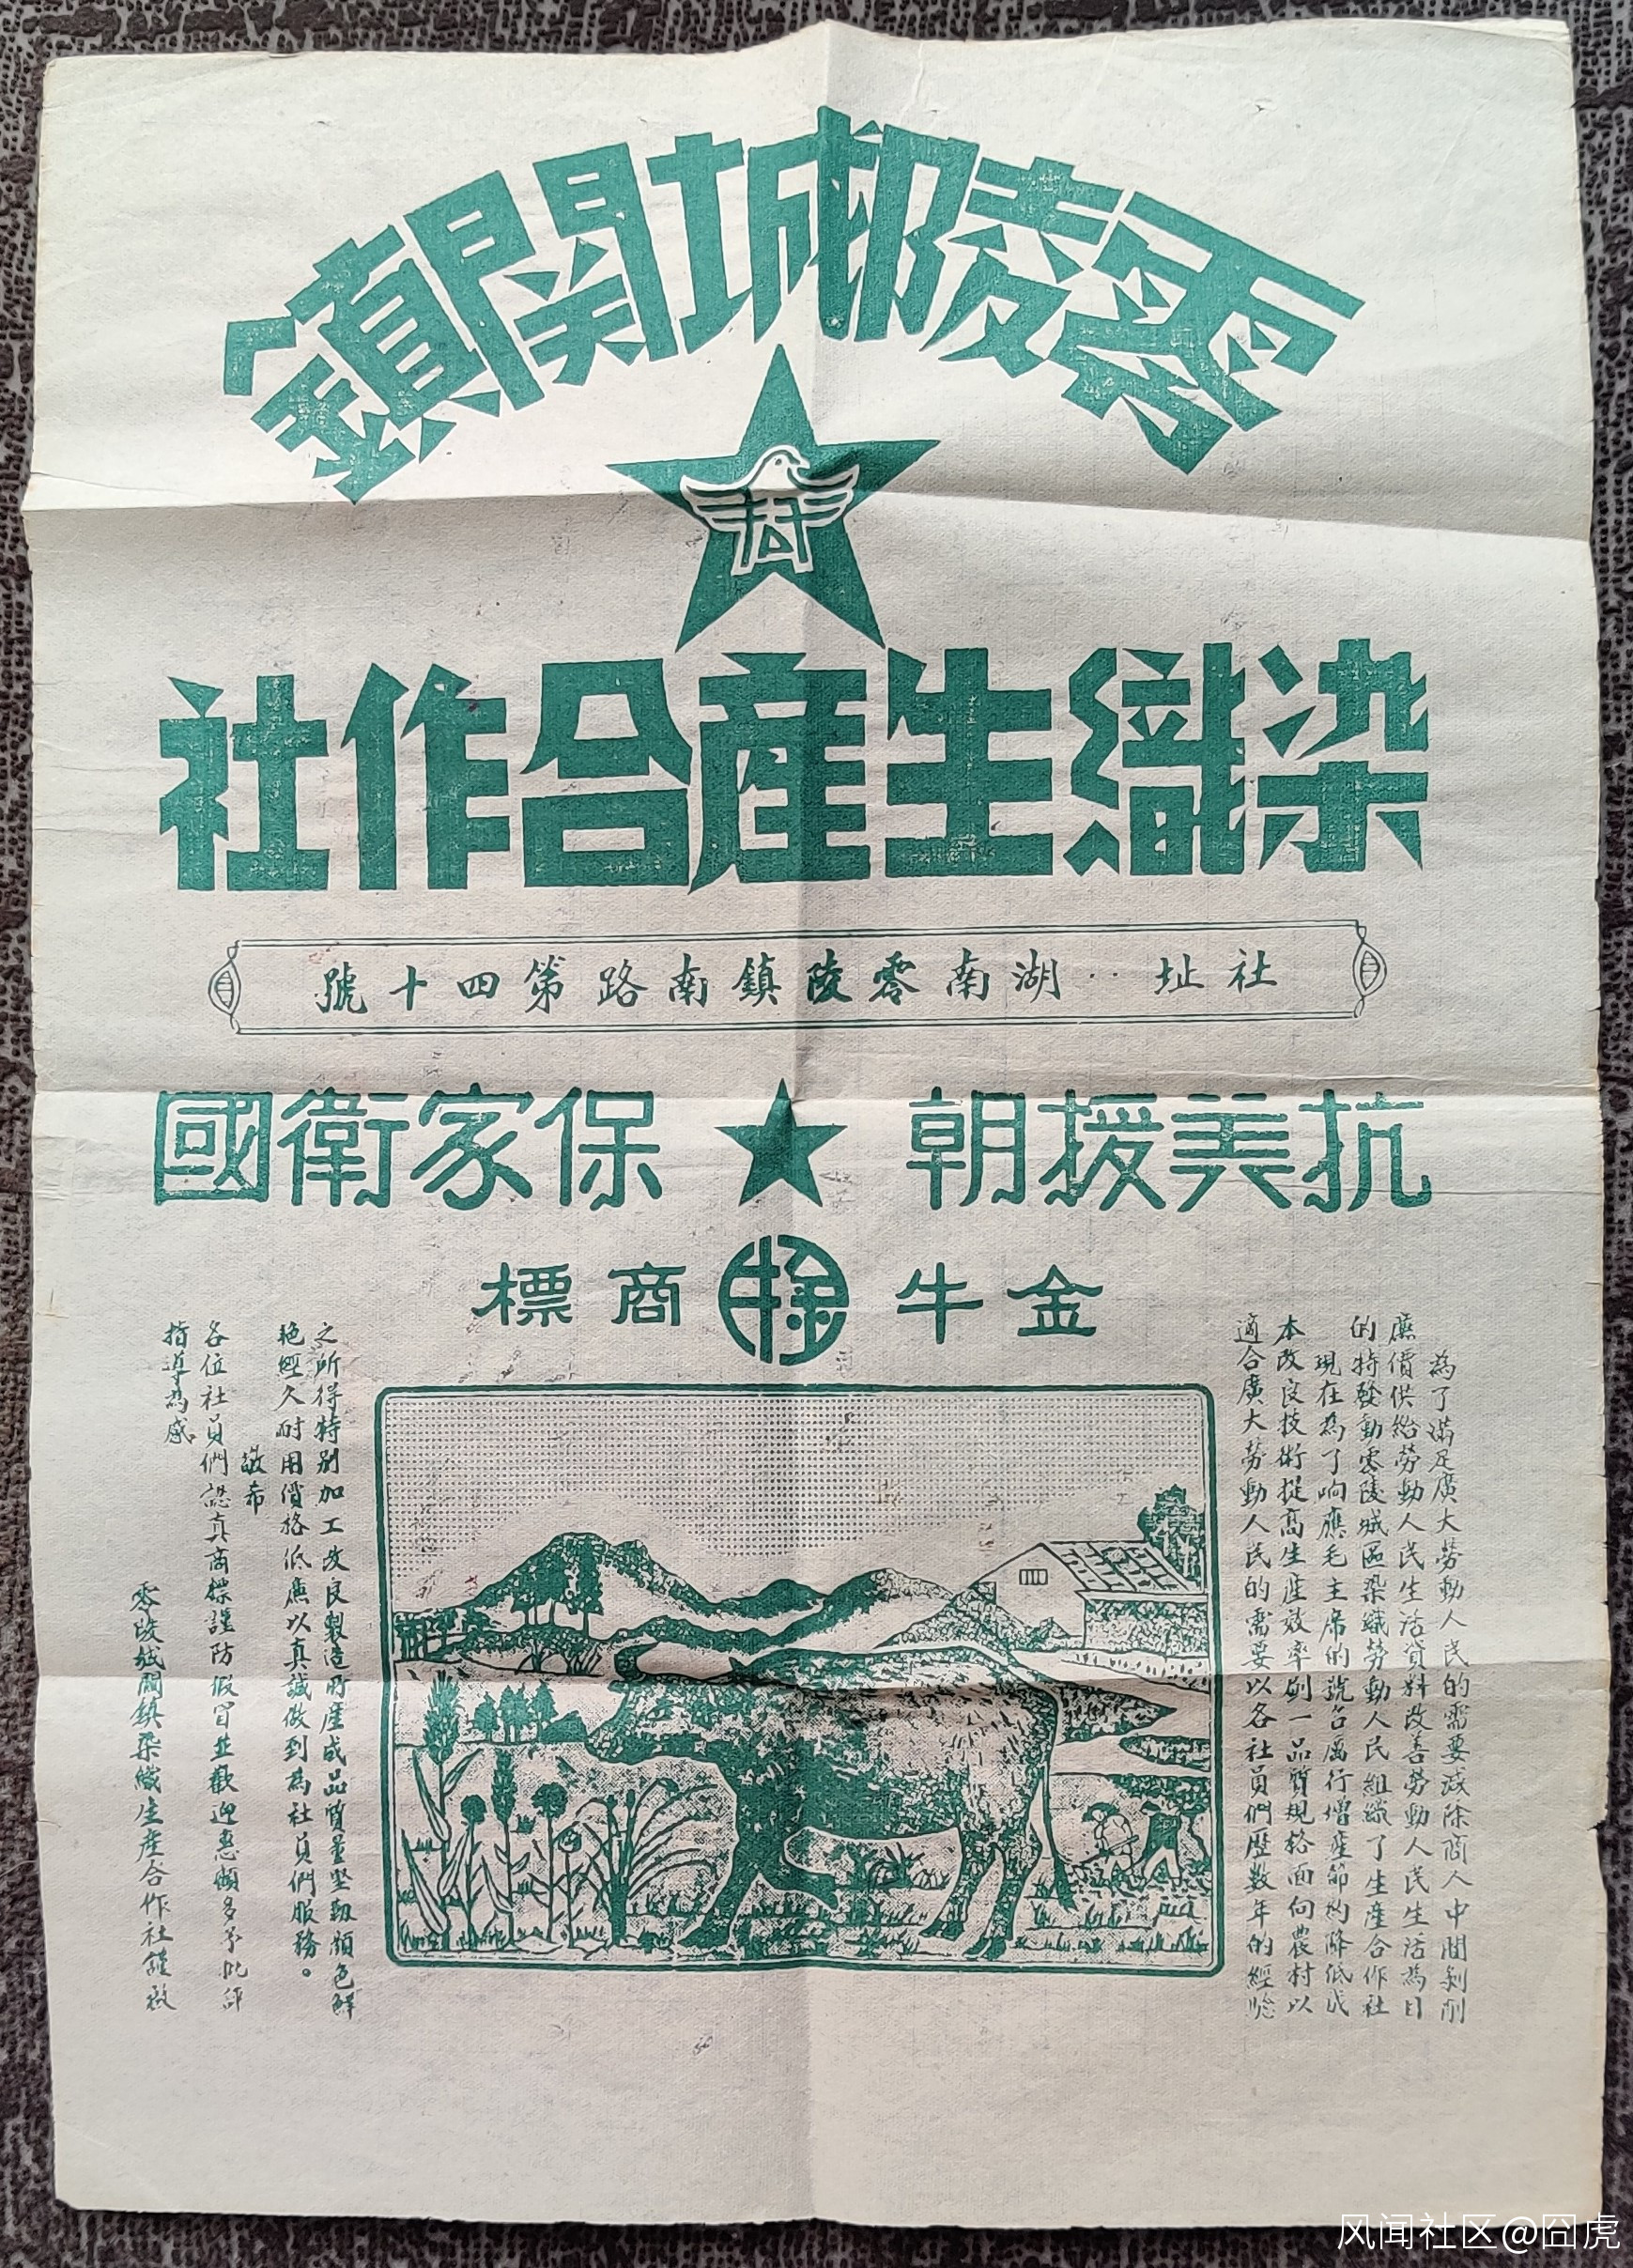 零陵城關鎮
染織生產合作社
社址：湖南零陵鎮南路第四十號
抗美援朝★保家衛國
金牛商標
為了滿足廣大勞動人民的需要減除商人中間剝削
廉價供給勞動人民生活資料改善勞動人民生活為目
的特發動零陵城區染織勞動人民組織了生產合作社
現在為了响應毛主席的號召厲行增產節約降低成
本改良技術提高生產效率劃一品質規格面向農村以
適合廣大勞動人民的需要以各社員們歷數年的經驗
之所得特別加工改良製造所產成品質量堅韌顏色鮮
艳經久耐用價格低廉以真誠做到為社員們服務。
敬希
各位社員們認真商標謹防假冒並歡迎惠顧多予批評
指導為感
零陵城關鎮染織生產合作社謹啟
风闻社区@囧虎